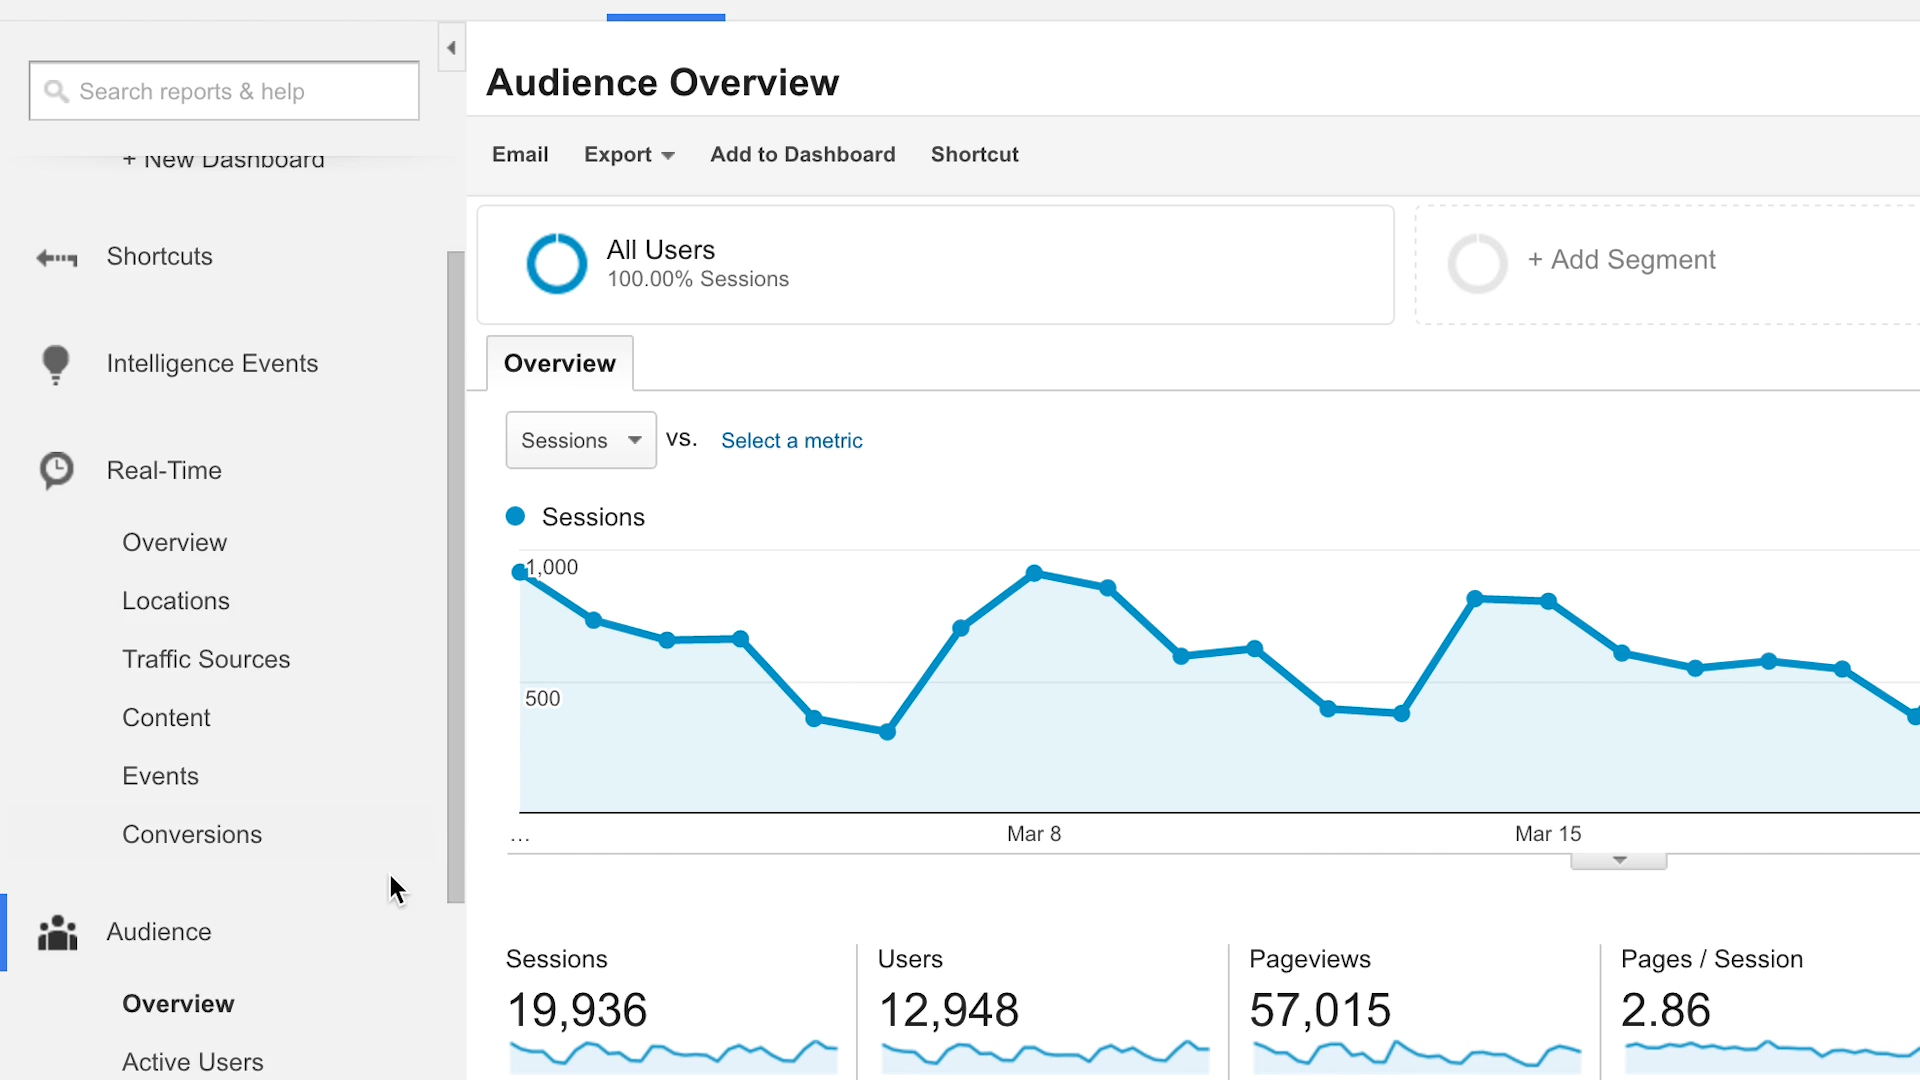 Search reports & help
+ New Dashboard
Shortcuts
Intelligence Events
Real-Time
Overview
Locations
Traffic Sources
Content
Events
Conversions
Audience
Overview
Active Users
Audience Overview
Email Export Add to Dashboard Shortcut
All Users
100.00% Sessions
+ Add Segment
Overview
Sessions vs. Select a metric
Sessions
1,000
500
... Mar 8 Mar 15
Sessions Users Pageviews Pages / Session
19,936 12,948 57,015 2.86